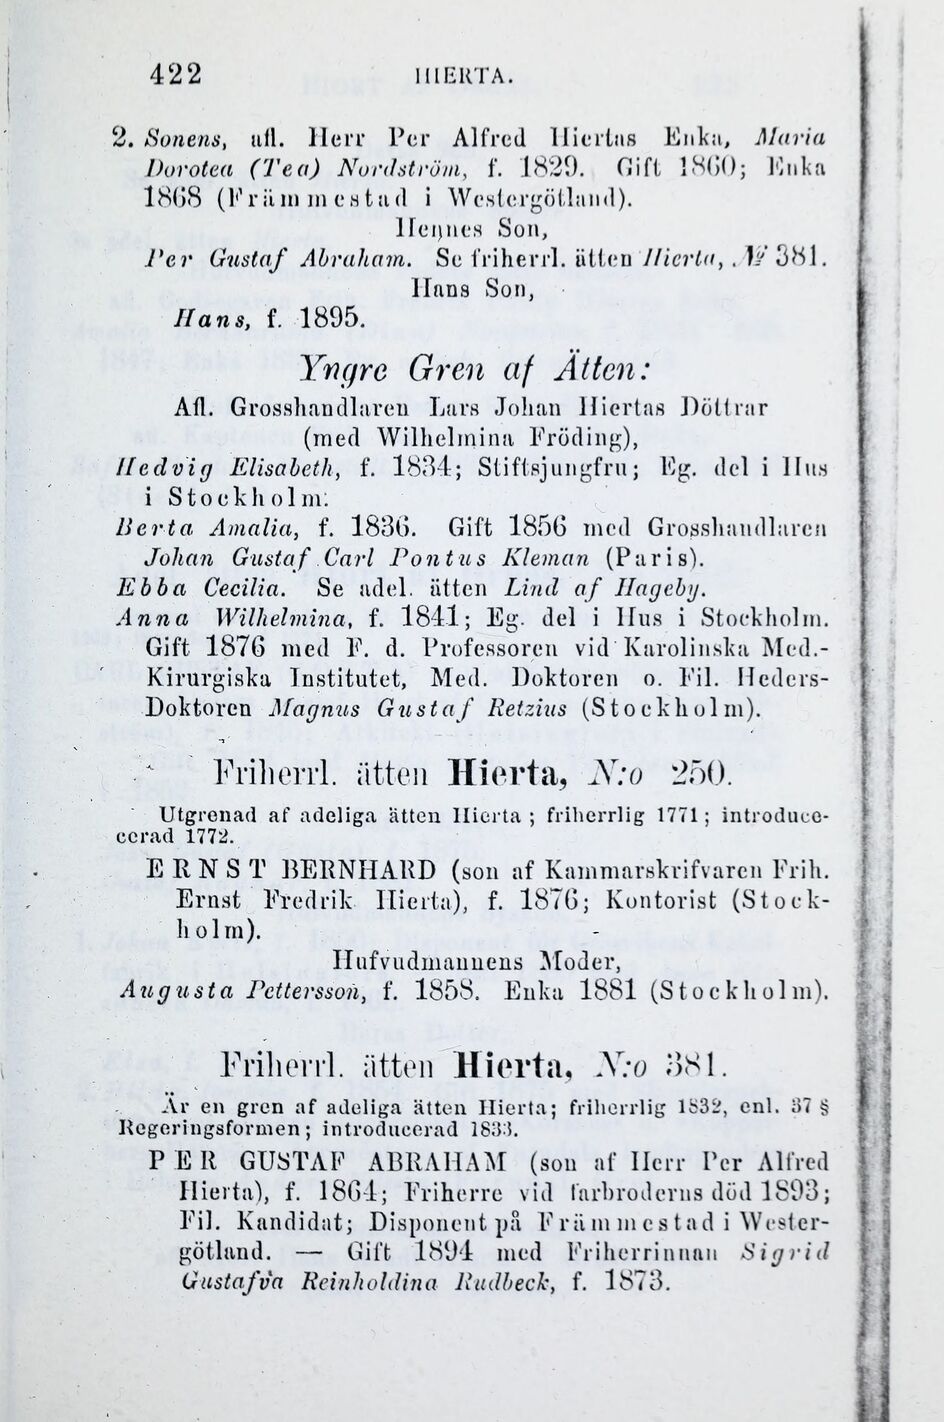 422 HIERTA.
2. Sonens, afl. Herr Per Alfred Hiertas Enka, Maria
Dorotea (Tea) Nordström, f. 1829. Gift 1860; Enka
1868 (Främmestad i Westergötland).
Hennes Son,
Per Gustaf Abraham. Se friherrl. ätten Hierta, № 381.
Hans Son,
Hans, f. 1895.
Yngre Gren af Ätten:
Afl. Grosshandlaren Lars Johan Hiertas Döttrar
(med Wilhelmina Fröding),
Hedvig Elisabeth, f. 1834; Stiftsjungfru; Eg. del i Hus
i Stockholm.
Berta Amalia, f. 1836. Gift 1856 med Grosshandlaren
Johan Gustaf Carl Pontus Kleman (Paris).
Ebba Cecilia. Se adel. ätten Lind af Hageby.
Anna Wilhelmina, f. 1841; Eg. del i Hus i Stockholm.
Gift 1876 med F. d. Professoren vid Karolinska Med.-
Kirurgiska Institutet, Med. Doktoren o. Fil. Heders-
Doktoren Magnus Gustaf Retzius (Stockholm).
Friherrl. ätten Hierta, N:o 250.
Utgrenad af adeliga ätten Hierta; friherrlig 1771; introduce-
cerad 1772.
ERNST BERNHARD (son af Kammarskrifvaren Frih.
Ernst Fredrik Hierta), f. 1876; Kontorist (Stock-
holm).
Hufvudmannens Moder,
Augusta Pettersson, f. 1858. Enka 1881 (Stockholm).
Friherrl. ätten Hierta, N:o 381.
Är en gren af adeliga ätten Hierta; friherrlig 1832, enl. 37 §
Regeringsformen; introducerad 1833.
PER GUSTAF ABRAHAM (son af Herr Per Alfred
Hierta), f. 1864; Friherre vid farbroderns död 1893;
Fil. Kandidat; Disponent på Främmestad i Wester-
götland. — Gift 1894 med Friherrinnan Sigrid
Gustafva Reinholdina Rudbeck, f. 1873.